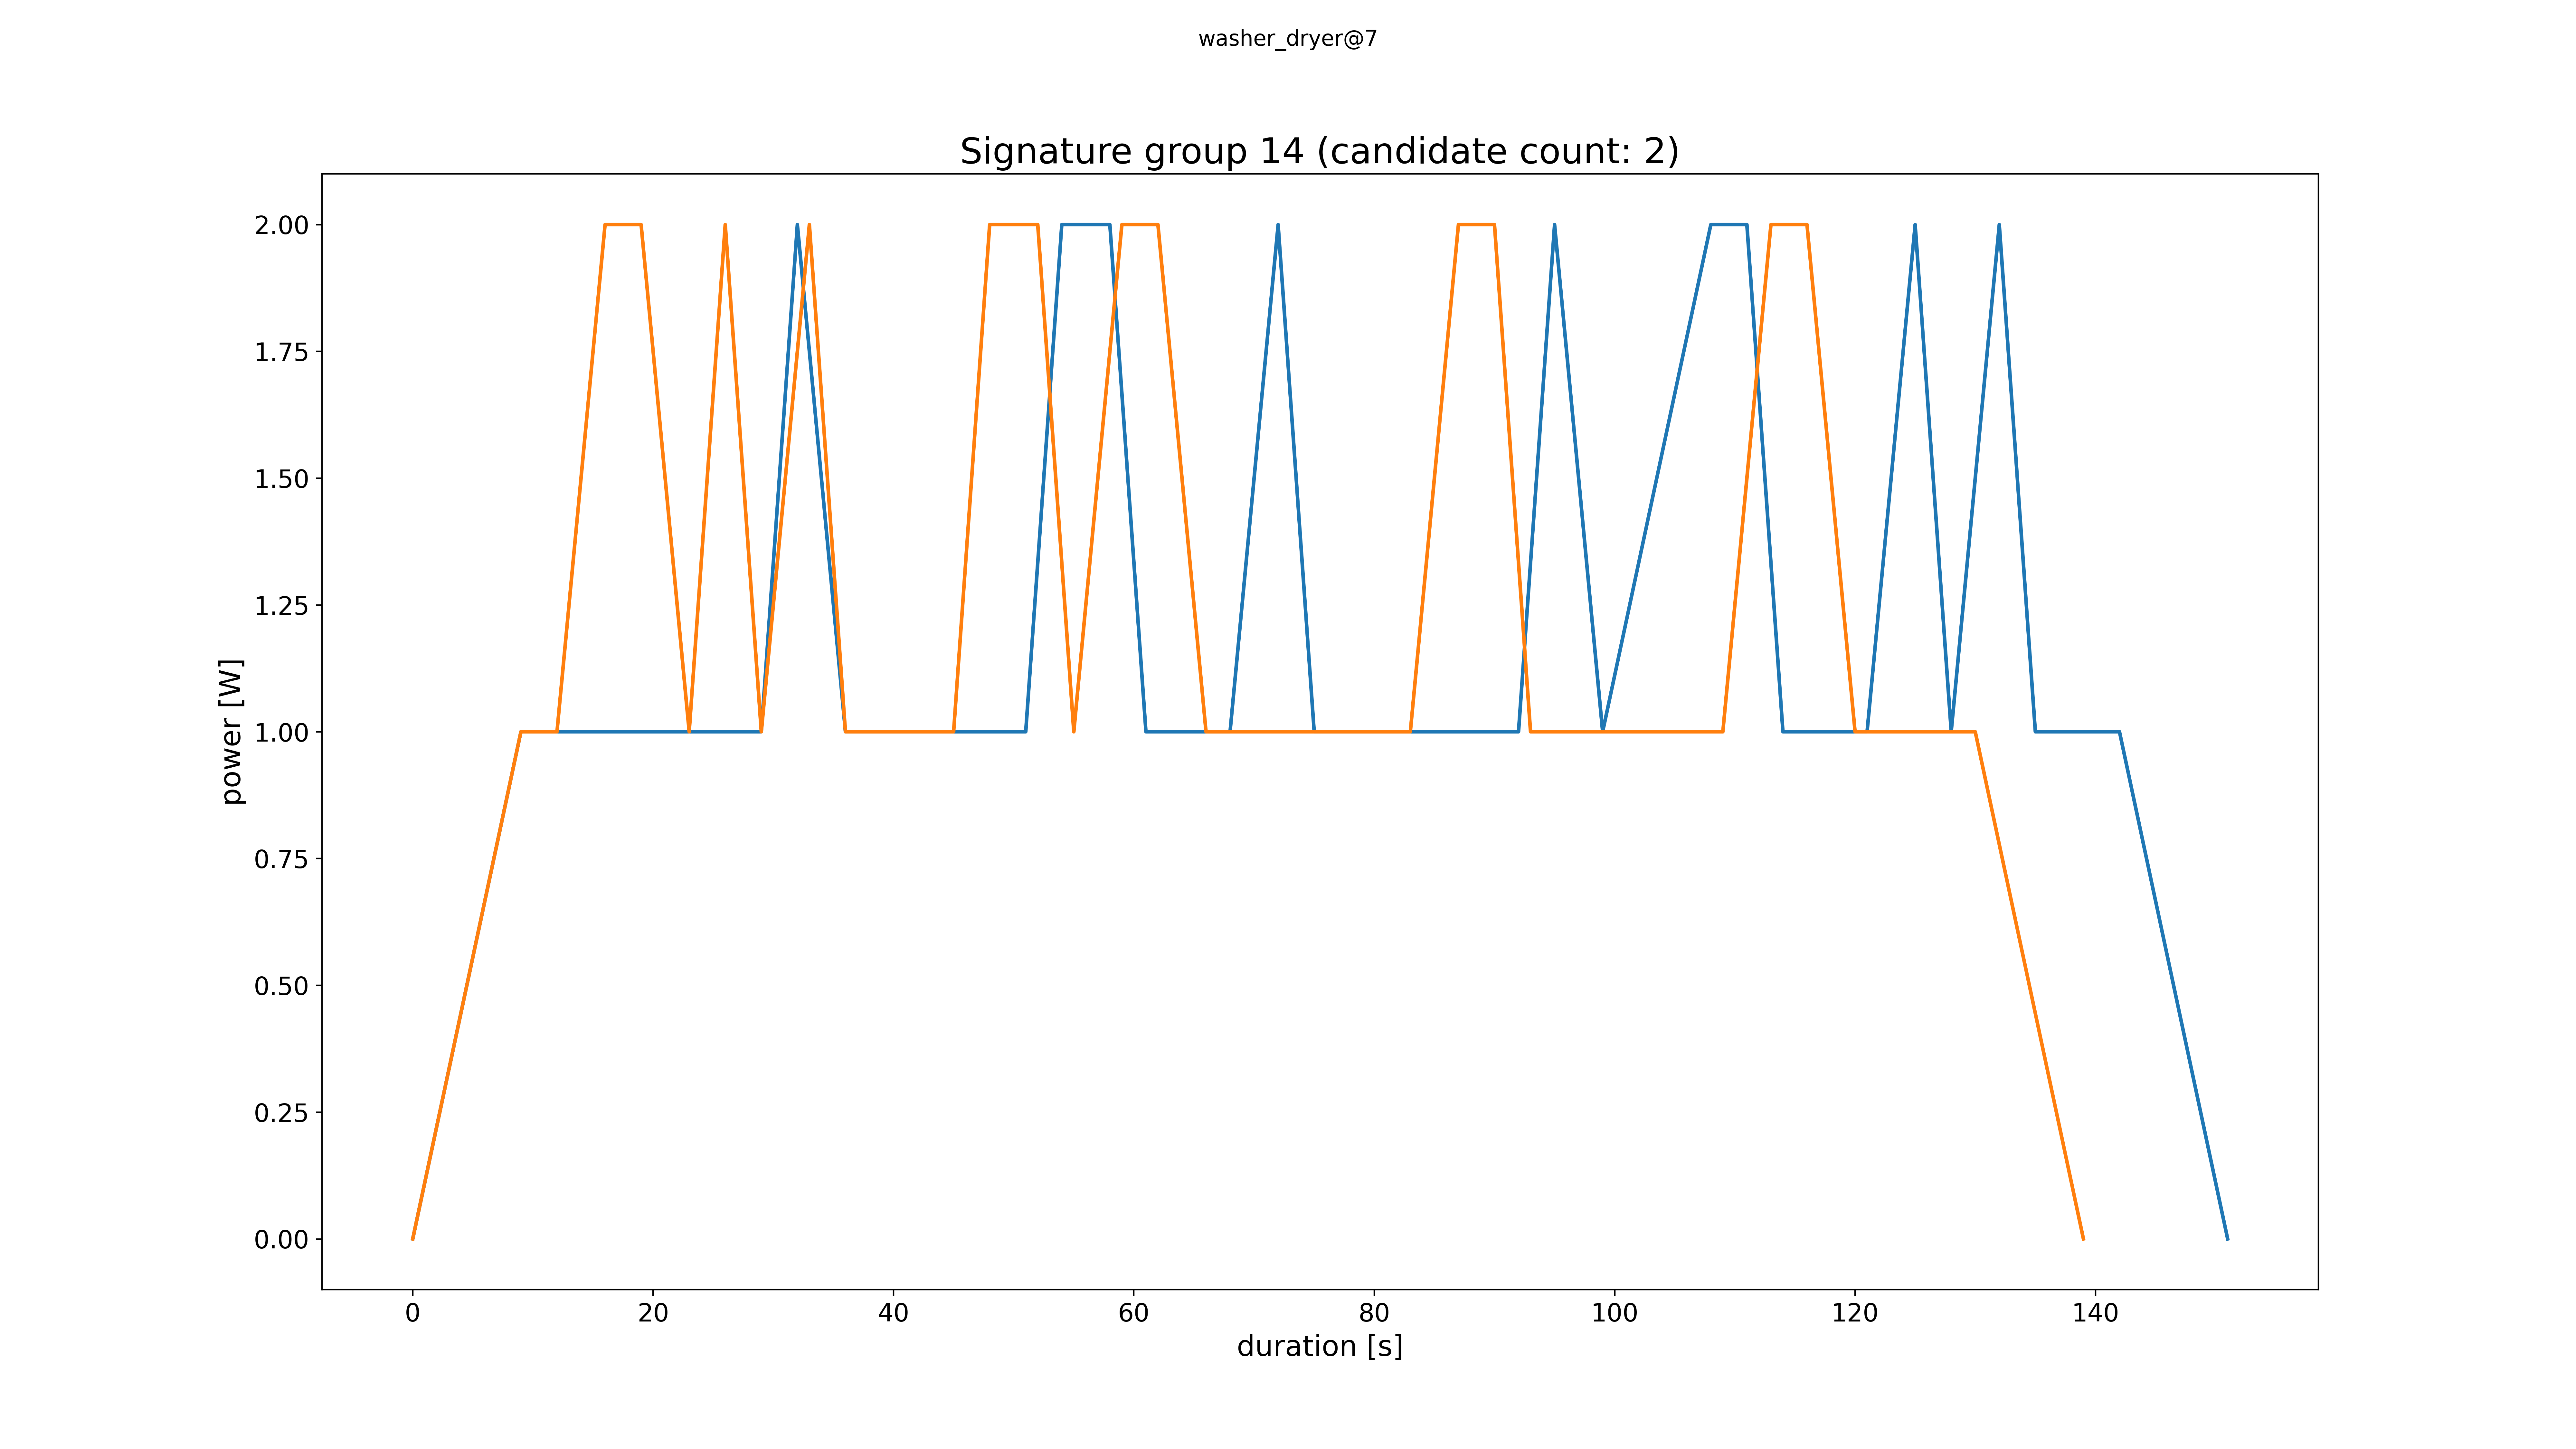 washer_dryer@7
Signature group 14 (candidate count: 2)
2.00
1.75
1.50
1.25
1.00
0.75
0.50
0.25
0.00
power [W]
0 20 40 60 80 100 120 140
duration [s]